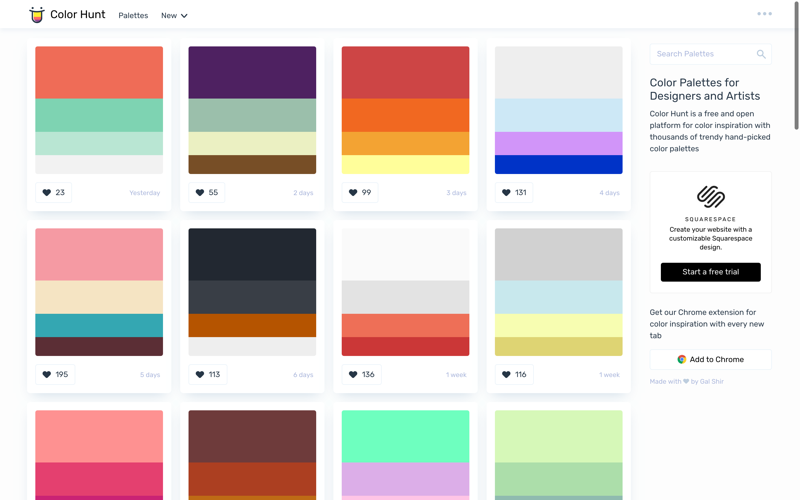 Color Hunt
Palettes
New
Search Palettes
23
Yesterday
55
2 days
99
3 days
131
4 days
Color Palettes for
Designers and Artists
Color Hunt is a free and open
platform for color inspiration with
thousands of trendy hand-picked
color palettes
SQUARESPACE
Create your website with a
customizable Squarespace
design.
Start a free trial
195
5 days
113
6 days
136
1 week
116
1 week
Get our Chrome extension for
color inspiration with every new
tab
Add to Chrome
Made with ❤ by Gal Shir